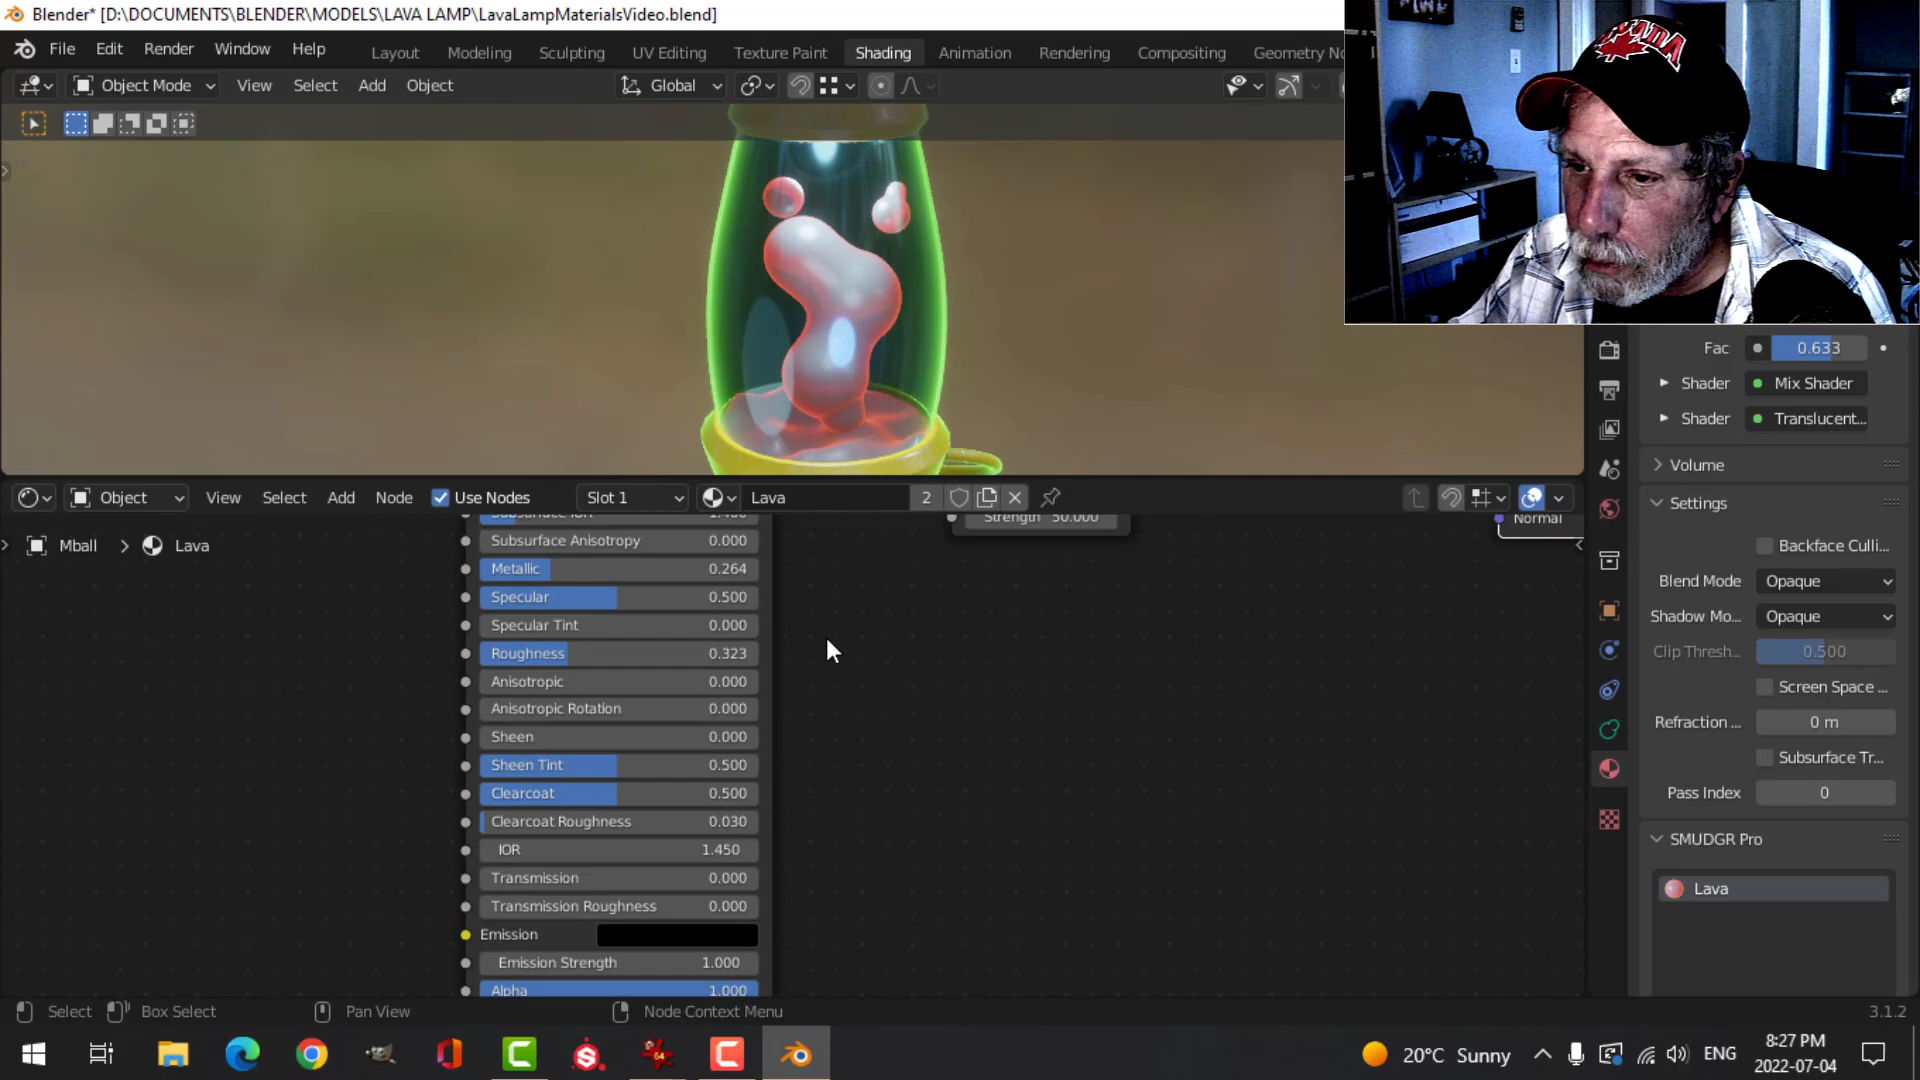 Blender* [D:\DOCUMENTS\BLENDER\MODELS\LAVA LAMP\LavaLampMaterialsVideo.blend]
File Edit Render Window Help Layout Modeling Sculpting UV Editing Texture Paint Shading Animation Rendering Compositing Geometry No
Object Mode View Select Add Object Global
CANADA
Fac 0.633
Shader Mix Shader
Shader Translucent...
Volume
Object View Select Add Node Use Nodes Slot 1 Lava 2
Settings
Strength 50.000
Normal
Mball > Lava
Subsurface IOR 1.400
Subsurface Anisotropy 0.000
Metallic 0.264
Specular 0.500
Specular Tint 0.000
Roughness 0.323
Anisotropic 0.000
Anisotropic Rotation 0.000
Sheen 0.000
Sheen Tint 0.500
Clearcoat 0.500
Clearcoat Roughness 0.030
IOR 1.450
Transmission 0.000
Transmission Roughness 0.000
Emission
Emission Strength 1.000
Alpha 1.000
Backface Culli...
Blend Mode Opaque
Shadow Mo... Opaque
Clip Thresh... 0.500
Screen Space ...
Refraction ... 0 m
Subsurface Tr...
Pass Index 0
SMUDGR Pro
Lava
Select Box Select Pan View Node Context Menu 3.1.2
20°C Sunny ENG 8:27 PM
2022-07-04